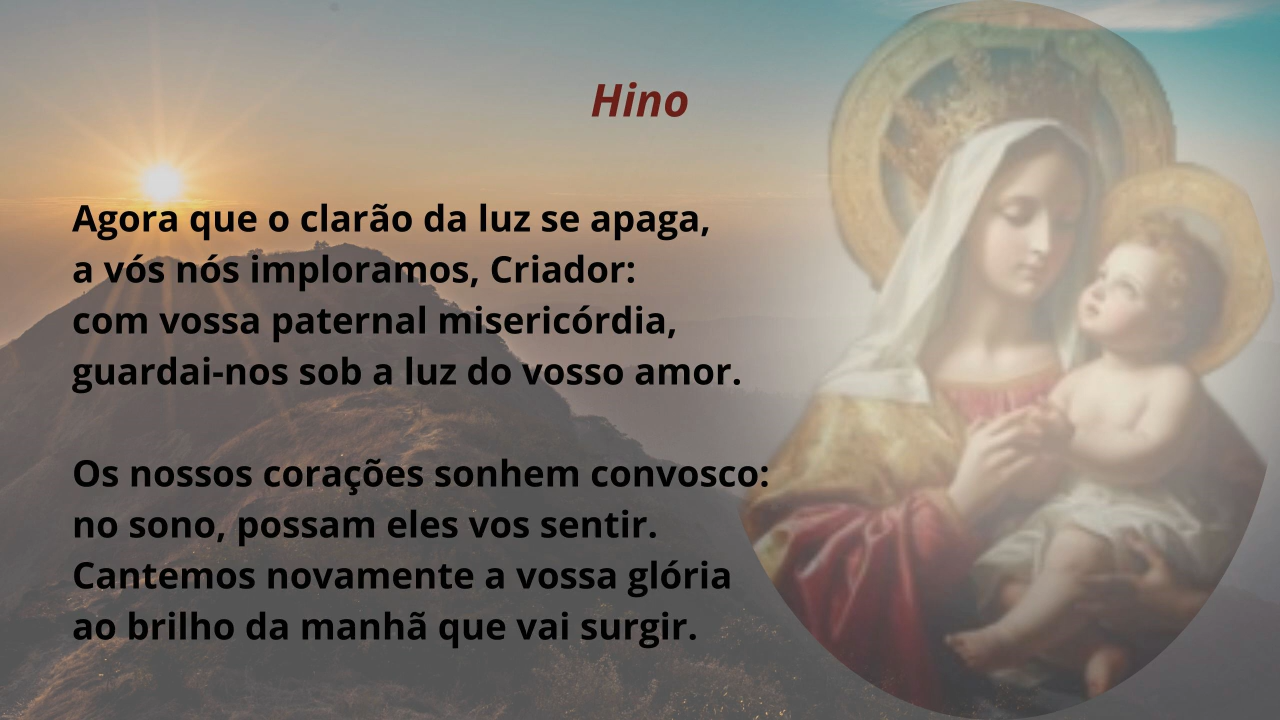 Hino
Agora que o clarão da luz se apaga,
a vós nós imploramos, Criador:
com vossa paternal misericórdia,
guardai-nos sob a luz do vosso amor.
Os nossos corações sonhem convosco:
no sono, possam eles vos sentir.
Cantemos novamente a vossa glória
ao brilho da manhã que vai surgir.